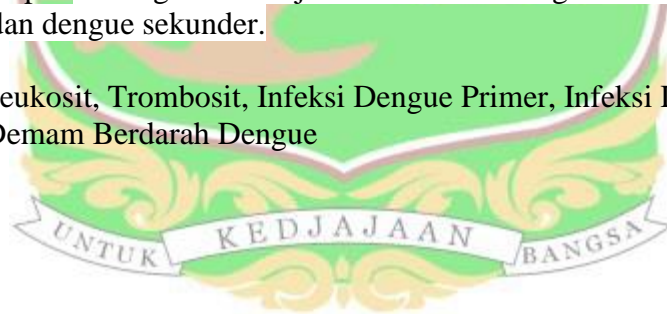 dan dengue sekunder.
eukosit, Trombosit, Infeksi Dengue Primer, Infeksi
Demam Berdarah Dengue
UNTUK KEDJAJAAN BANGSA